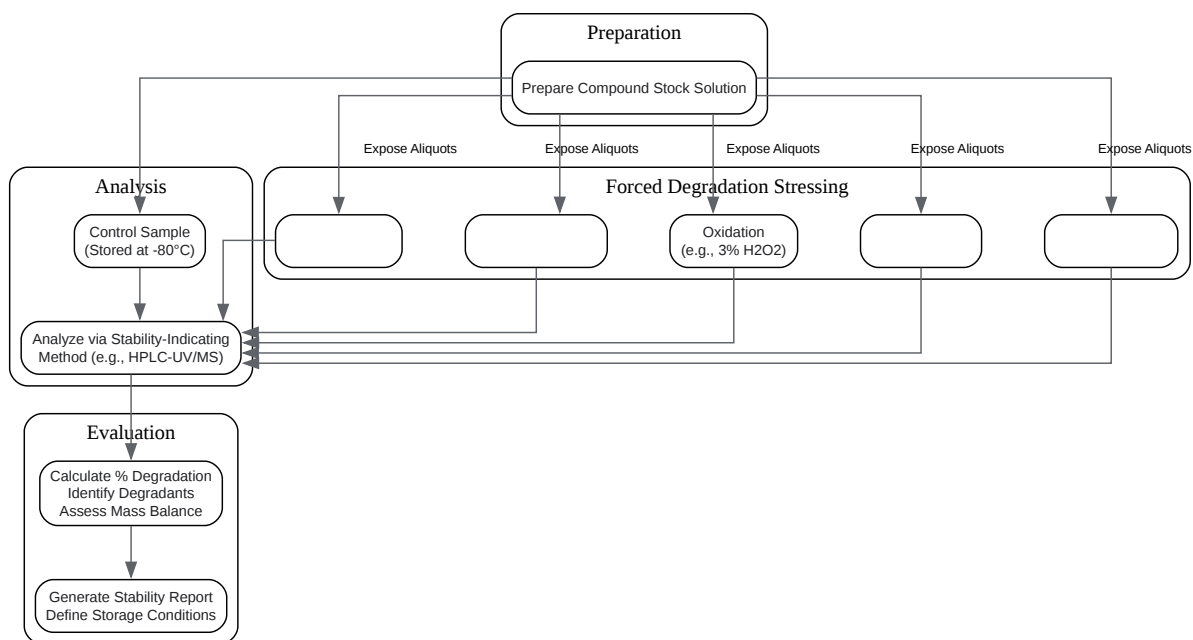 Preparation
Prepare Compound Stock Solution
Expose Aliquots
Expose Aliquots
Expose Aliquots
Expose Aliquots
Expose Aliquots
Analysis
Forced Degradation Stressing
Control Sample
(Stored at -80°C)
Oxidation
(e.g., 3% H2O2)
Analyze via Stability-Indicating
Method (e.g., HPLC-UV/MS)
Evaluation
Calculate % Degradation
Identify Degradants
Assess Mass Balance
Generate Stability Report
Define Storage Conditions